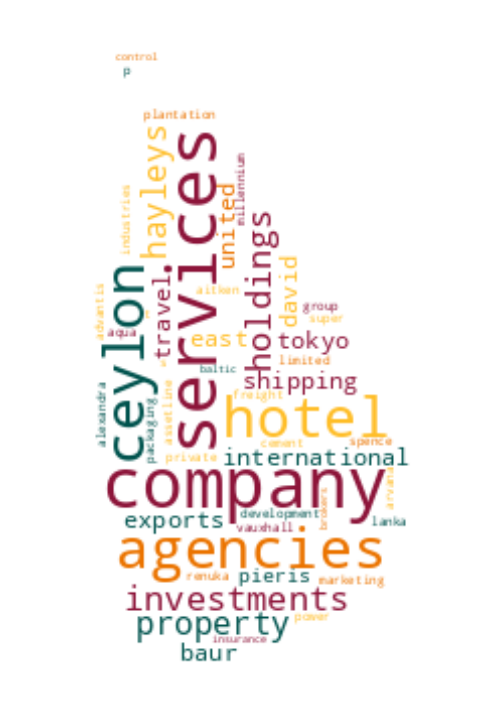 control
p
plantation
hayleys
services
millennium
industries
united
holdings
ceylon
travel
david
aitken
advantis
aqua
group
super
east
tokyo
baltic
limited
shipping
alexandra
packaging
assetline
freight
hotel
cement
spence
private
international
company
arvana
exports
development
brokers
vauxhall
lanka
agencies
renuka
pieris
marketing
investments
property
power
insurance
baur